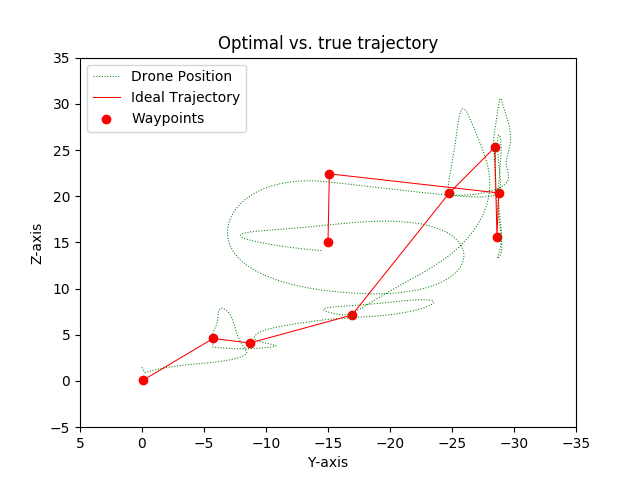 Optimal vs. true trajectory
Drone Position
Ideal Trajectory
Waypoints
Z-axis
35
30
25
20
15
10
5
0
−5
5 0 −5 −10 −15 −20 −25 −30 −35
Y-axis